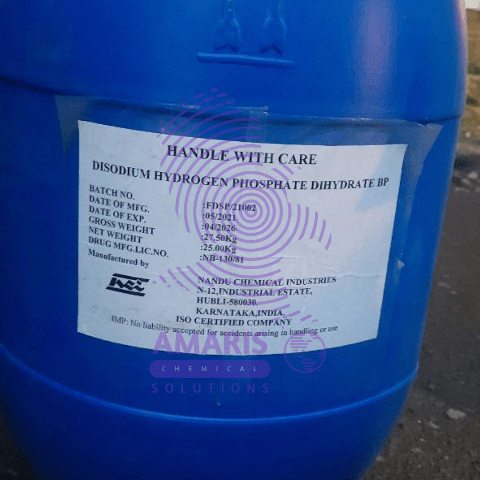 HANDLE WITH CARE
DISODIUM HYDROGEN PHOSPHATE DIHYDRATE BP
BATCH NO. :FDSP/21002
DATE OF MFG. :05/2021
DATE OF EXP. :04/2026
GROSS WEIGHT :27.50Kg
NET WEIGHT :25.00Kg
DRUG MFG.LIC.NO. :NB-130/81
Manufactured by
NANDU CHEMICAL INDUSTRIES
N-12,INDUSTRIAL ESTATE,
HUBLI-580030.
KARNATAKA,INDIA.
ISO CERTIFIED COMPANY
IMP: No liability accepted for accidents arising in handling or use
AMARIS
CHEMICAL
SOLUTIONS